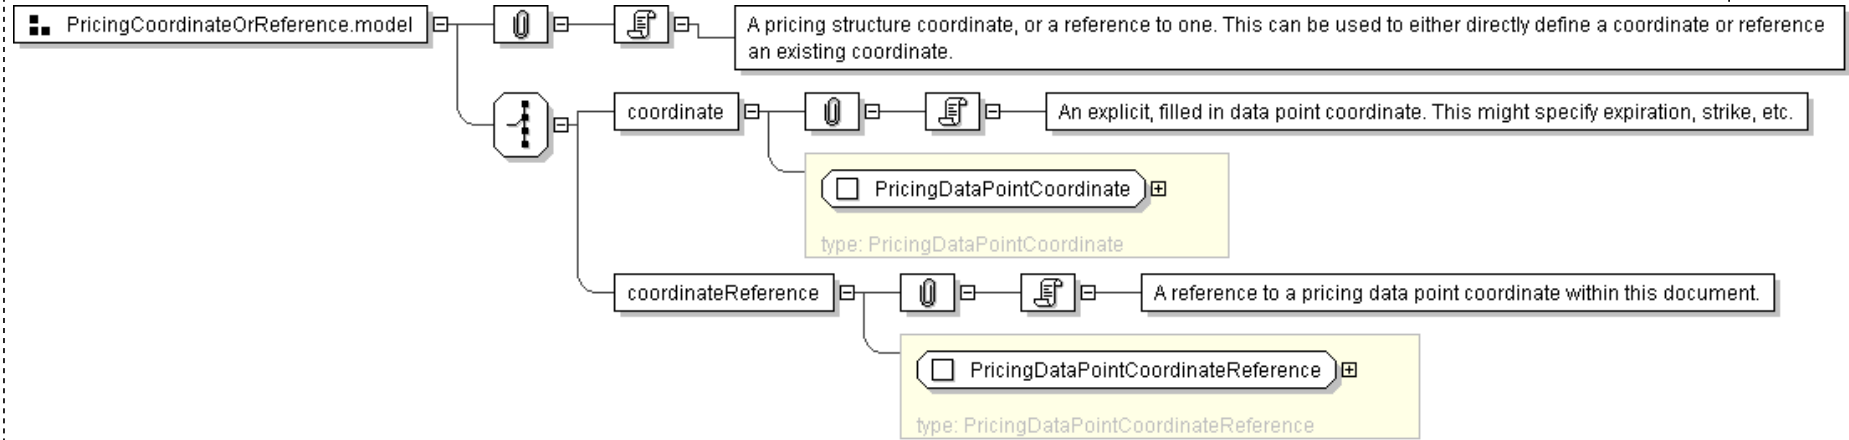 PricingCoordinateOrReference.model
A pricing structure coordinate, or a reference to one. This can be used to either directly define a coordinate or reference
an existing coordinate.
coordinate
An explicit, filled in data point coordinate. This might specify expiration, strike, etc.
PricingDataPointCoordinate
type: PricingDataPointCoordinate
coordinateReference
A reference to a pricing data point coordinate within this document.
PricingDataPointCoordinateReference
type: PricingDataPointCoordinateReference